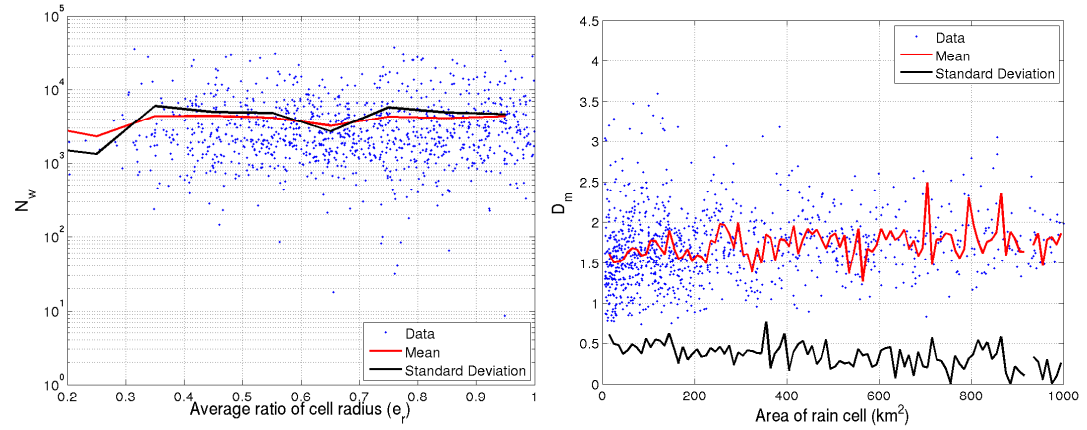 10^5
10^4
10^3
10^2
10^1
10^0
N_w
0.2 0.3 0.4 0.5 0.6 0.7 0.8 0.9 1
Average ratio of cell radius (e_r)
Data
Mean
Standard Deviation
4.5
4
3.5
3
2.5
2
1.5
1
0.5
0
D_m
0 200 400 600 800 1000
Area of rain cell (km^2)
Data
Mean
Standard Deviation